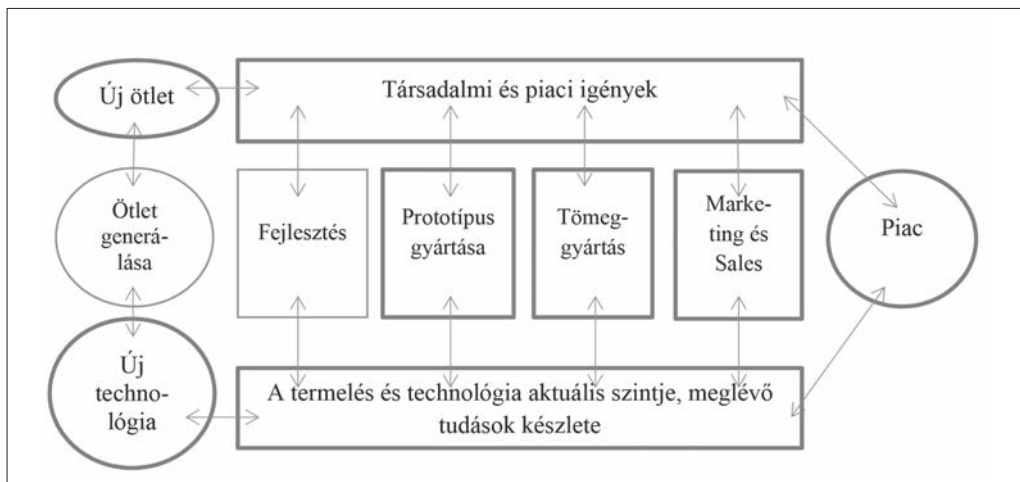 Új ötlet
Társadalmi és piaci igények
Ötlet
generá-
lása
Fejlesztés
Prototípus
gyártása
Tömeg-
gyártás
Marke-
ting és
Sales
Piac
Új
techno-
lógia
A termelés és technológia aktuális szintje, meglévő
tudások készlete